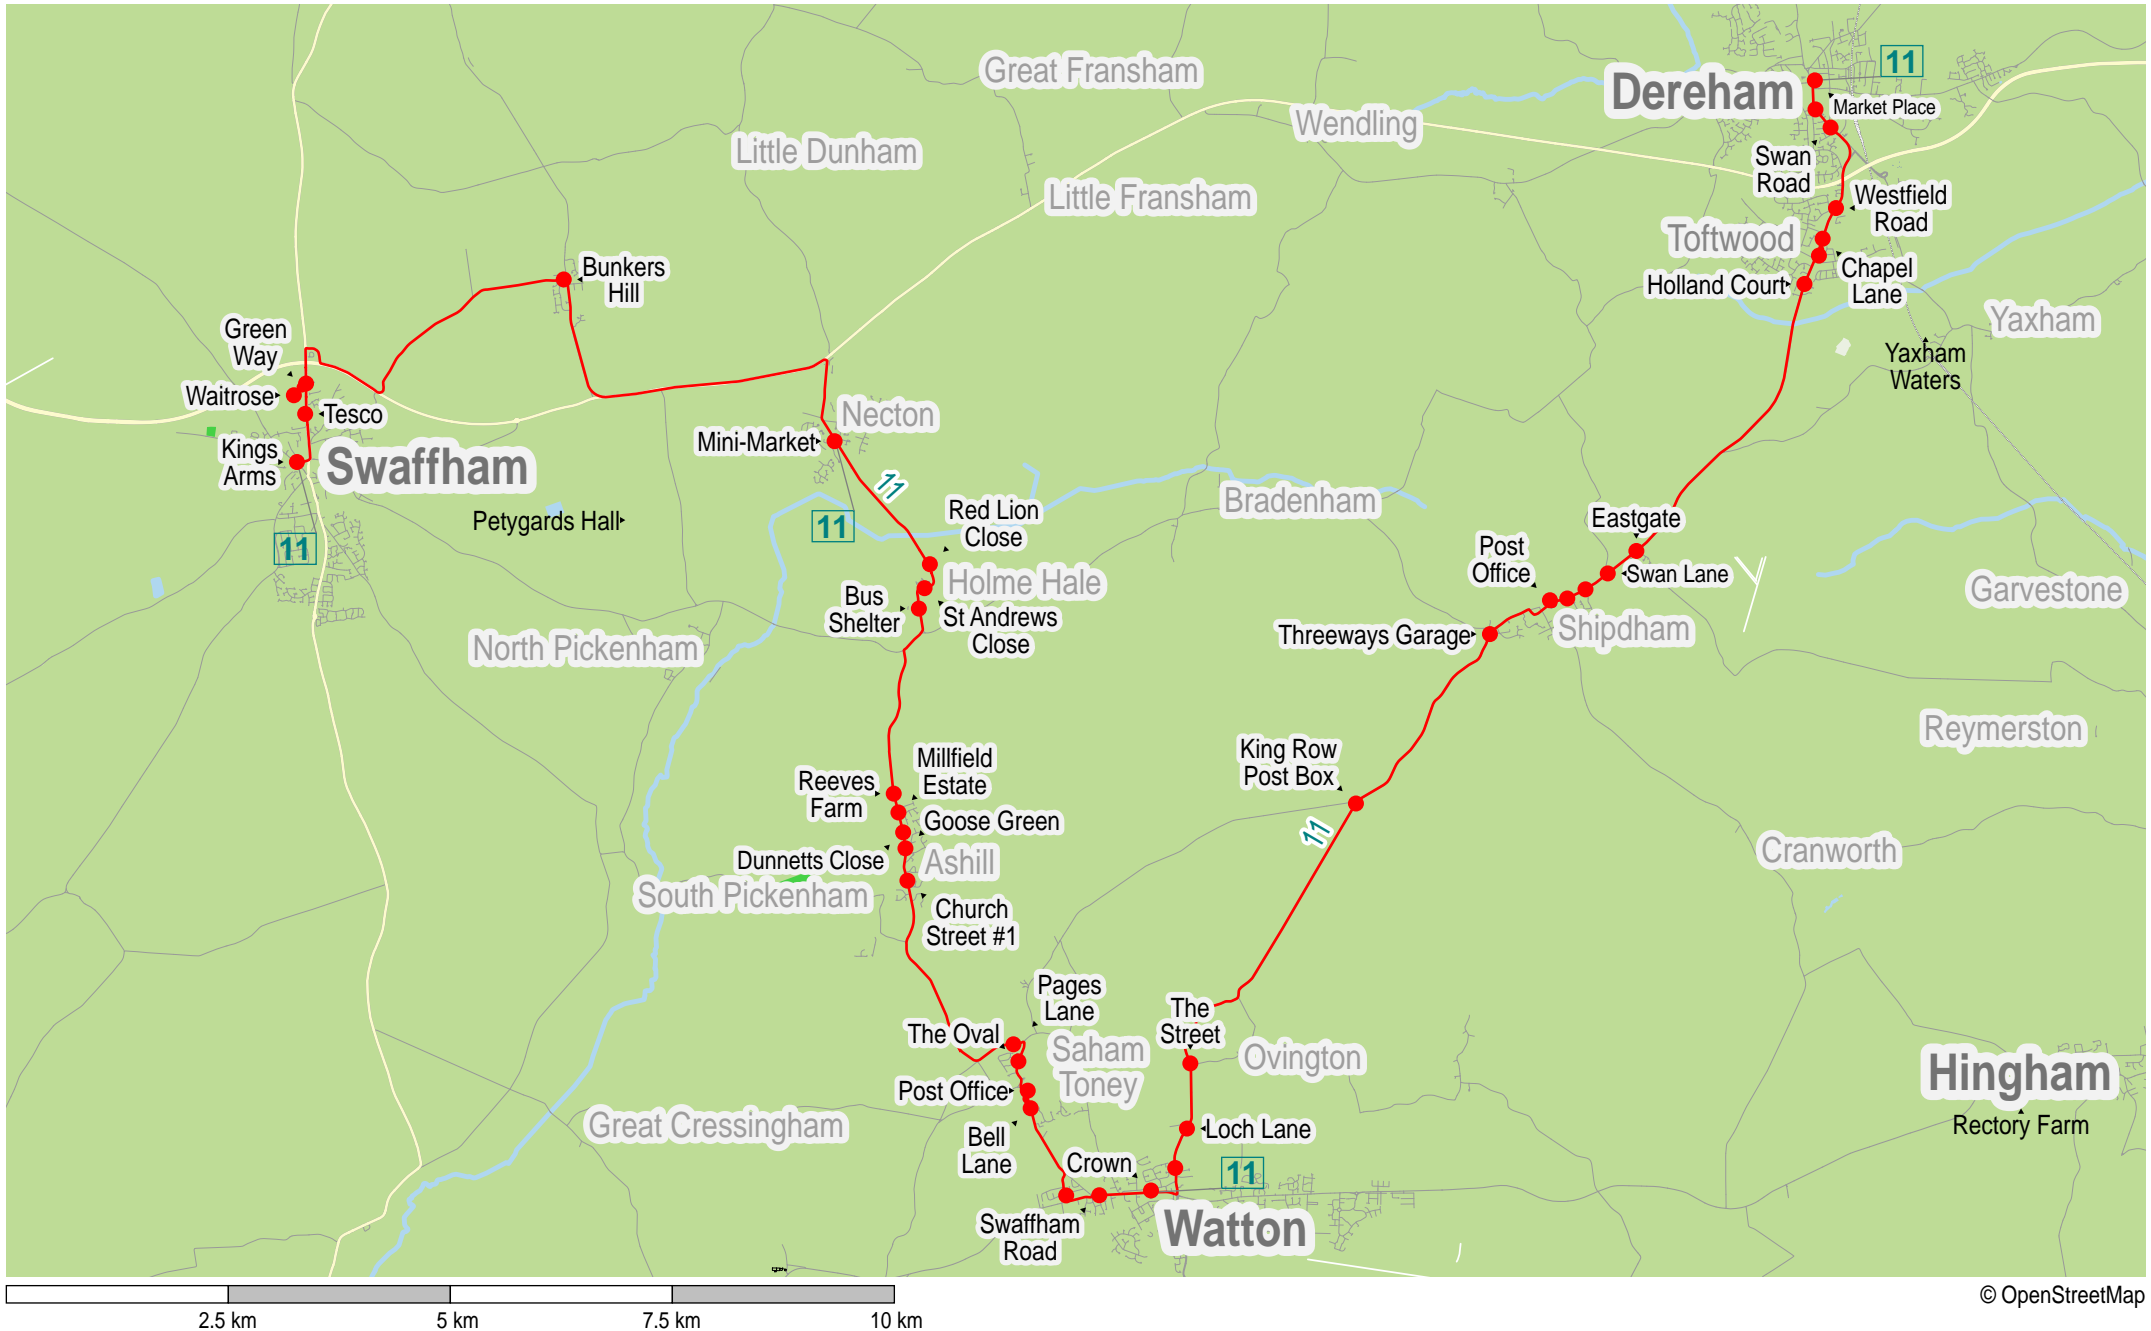 Great Fransham
11
Dereham
Market Place
Wendling
Little Dunham
Swan
Road
Little Fransham
Westfield
Road
Toftwood
Bunkers
Hill
Chapel
Lane
Holland Court
Yaxham
Green
Way
Yaxham
Waters
Waitrose
Tesco
Necton
Mini-Market
Kings
Arms
Swaffham
11
Bradenham
Red Lion
Close
Petygards Hall
11
Eastgate
11
Post
Office
Swan Lane
Holme Hale
Garvestone
Bus
Shelter
St Andrews
Close
Shipdham
Threeways Garage
North Pickenham
Reymerston
King Row
Post Box
Millfield
Estate
Reeves
Farm
Goose Green
11
Dunnetts Close
Ashill
Cranworth
South Pickenham
Church
Street #1
Pages
Lane
The
Street
The Oval
Saham
Toney
Ovington
Hingham
Post Office
Rectory Farm
Great Cressingham
Bell
Lane
Loch Lane
Crown
11
Swaffham
Road
Watton
© OpenStreetMap
2.5 km
5 km
7.5 km
10 km